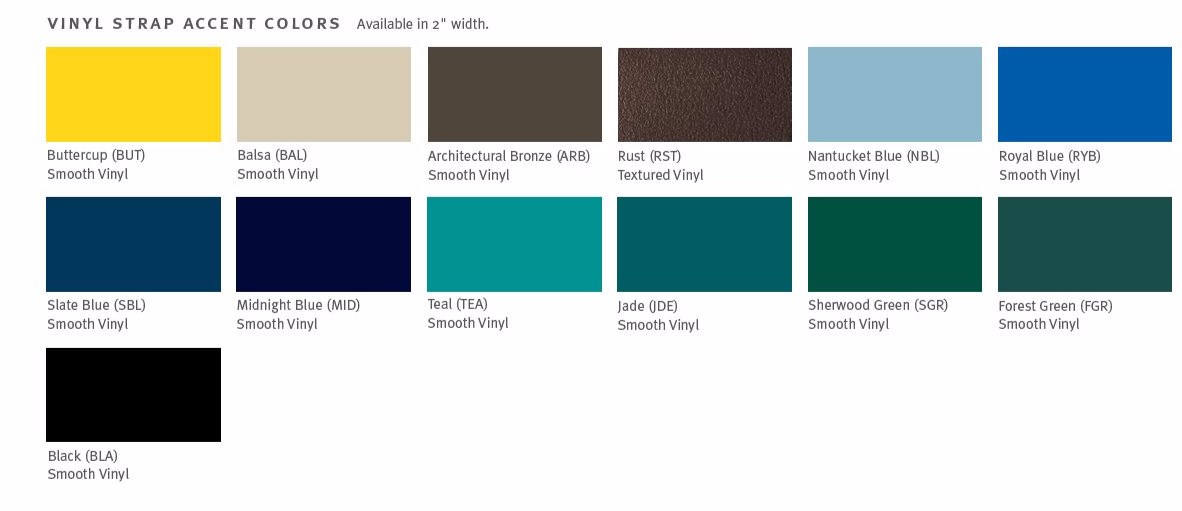 VINYL STRAP ACCENT COLORS Available in 2" width.
Buttercup (BUT)
Smooth Vinyl
Balsa (BAL)
Smooth Vinyl
Architectural Bronze (ARB)
Smooth Vinyl
Rust (RST)
Textured Vinyl
Nantucket Blue (NBL)
Smooth Vinyl
Royal Blue (RYB)
Smooth Vinyl
Slate Blue (SBL)
Smooth Vinyl
Midnight Blue (MID)
Smooth Vinyl
Teal (TEA)
Smooth Vinyl
Jade (JDE)
Smooth Vinyl
Sherwood Green (SGR)
Smooth Vinyl
Forest Green (FGR)
Smooth Vinyl
Black (BLA)
Smooth Vinyl